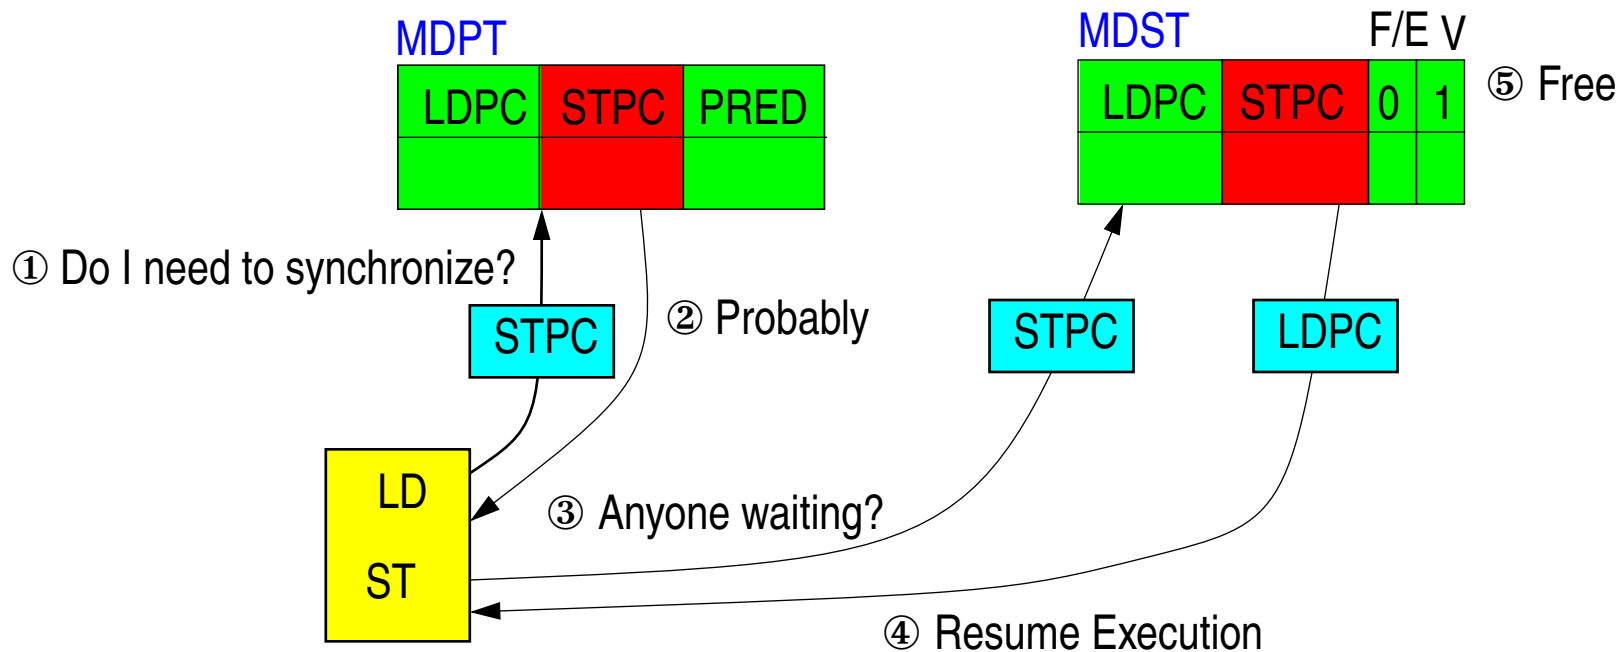 MDPT
LDPC STPC PRED
MDST F/E V
LDPC STPC 0 1
⑤ Free
① Do I need to synchronize?
STPC
② Probably
STPC
LDPC
LD
ST
③ Anyone waiting?
④ Resume Execution